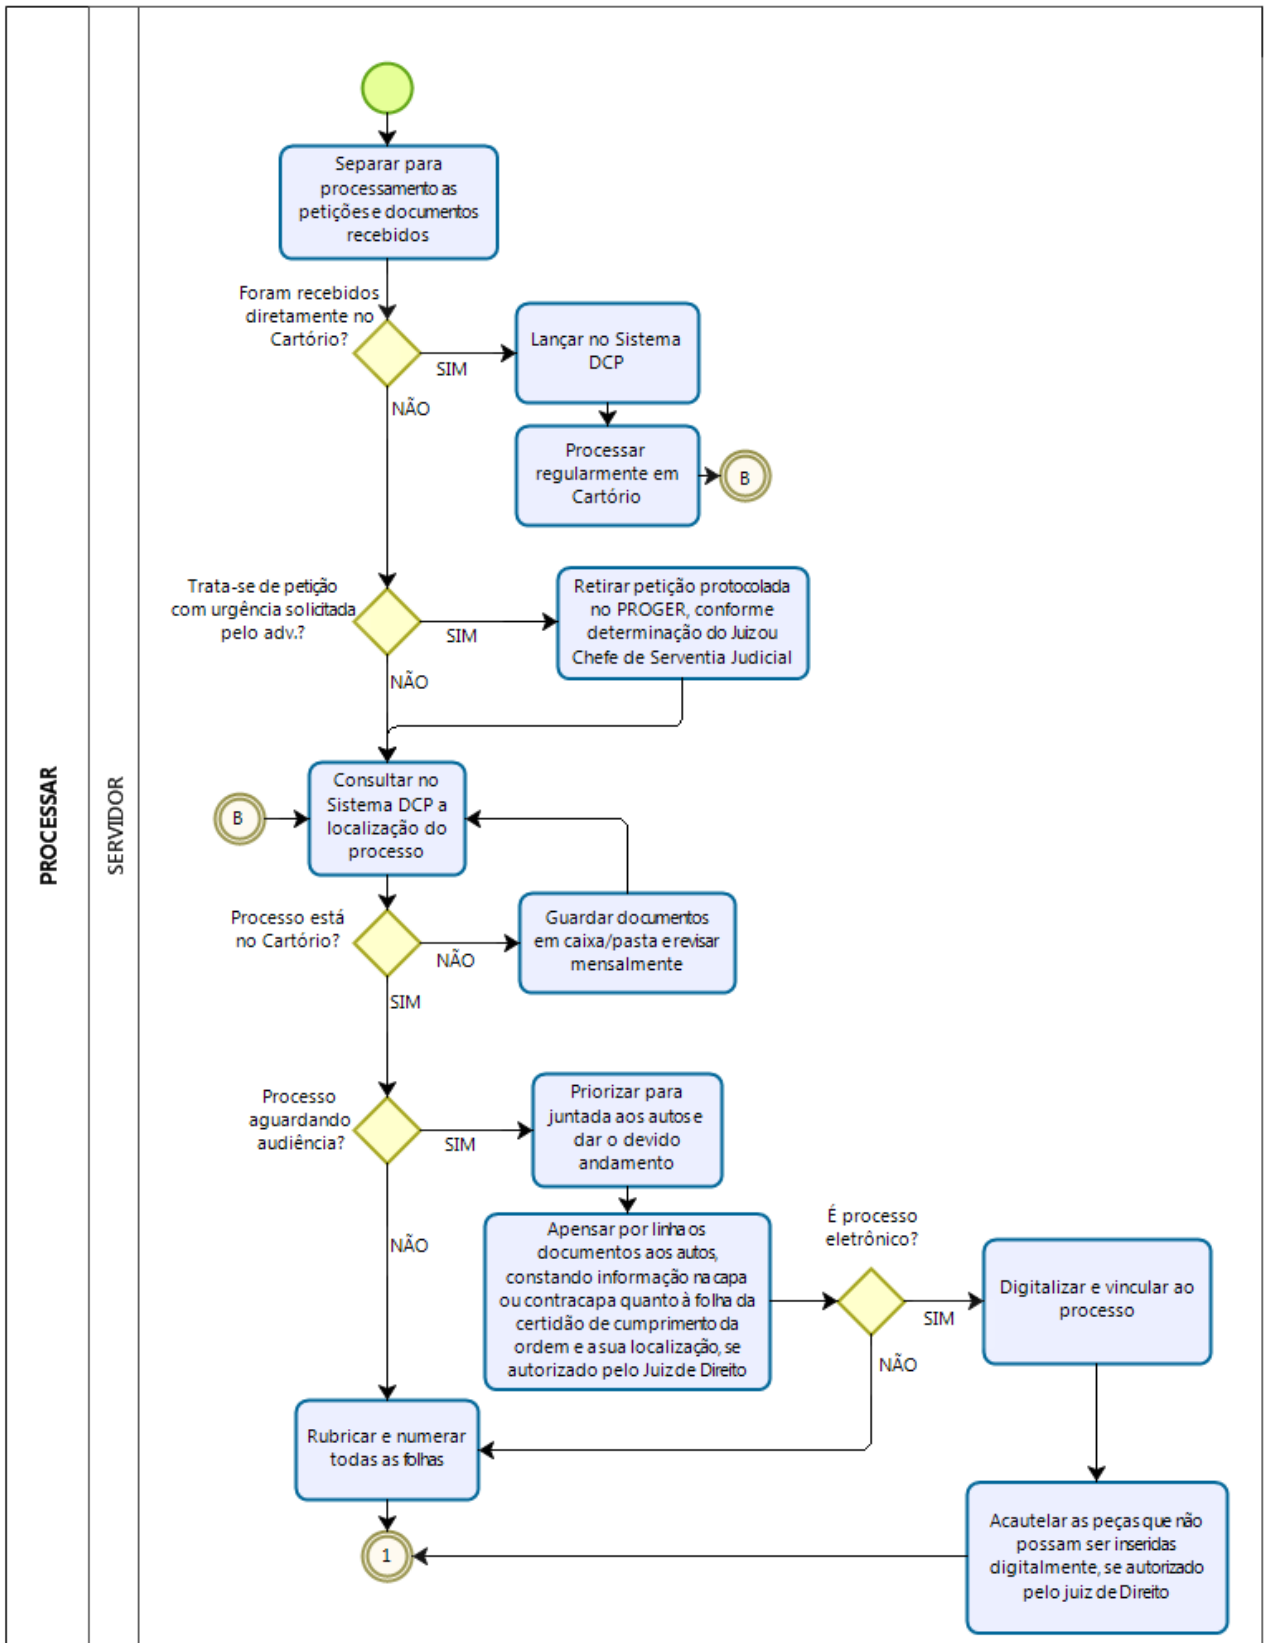 PROCESSAR
SERVIDOR
Separar para
processamento as
petições e documentos
recebidos
Foram recebidos
diretamente no
Cartório?
SIM
NÃO
Lançar no Sistema
DCP
Processar
regularmente em
Cartório
B
Trata-se de petição
com urgência solicitada
pelo adv.?
SIM
NÃO
Retirar petição protocolada
no PROGER, conforme
determinação do Juiz ou
Chefe de Serventia Judicial
B
Consultar no
Sistema DCP a
localização do
processo
Processo está
no Cartório?
NÃO
SIM
Guardar documentos
em caixa/pasta e revisar
mensalmente
Processo
aguardando
audiência?
SIM
NÃO
Priorizar para
juntada aos autos e
dar o devido
andamento
Apensar por linha os
documentos aos autos,
constando informação na capa
ou contracapa quanto à folha da
certidão de cumprimento da
ordem e a sua localização, se
autorizado pelo Juiz de Direito
É processo
eletrônico?
SIM
NÃO
Digitalizar e vincular ao
processo
Rubricar e numerar
todas as folhas
Acautelar as peças que não
possam ser inseridas
digitalmente, se autorizado
pelo juiz de Direito
1